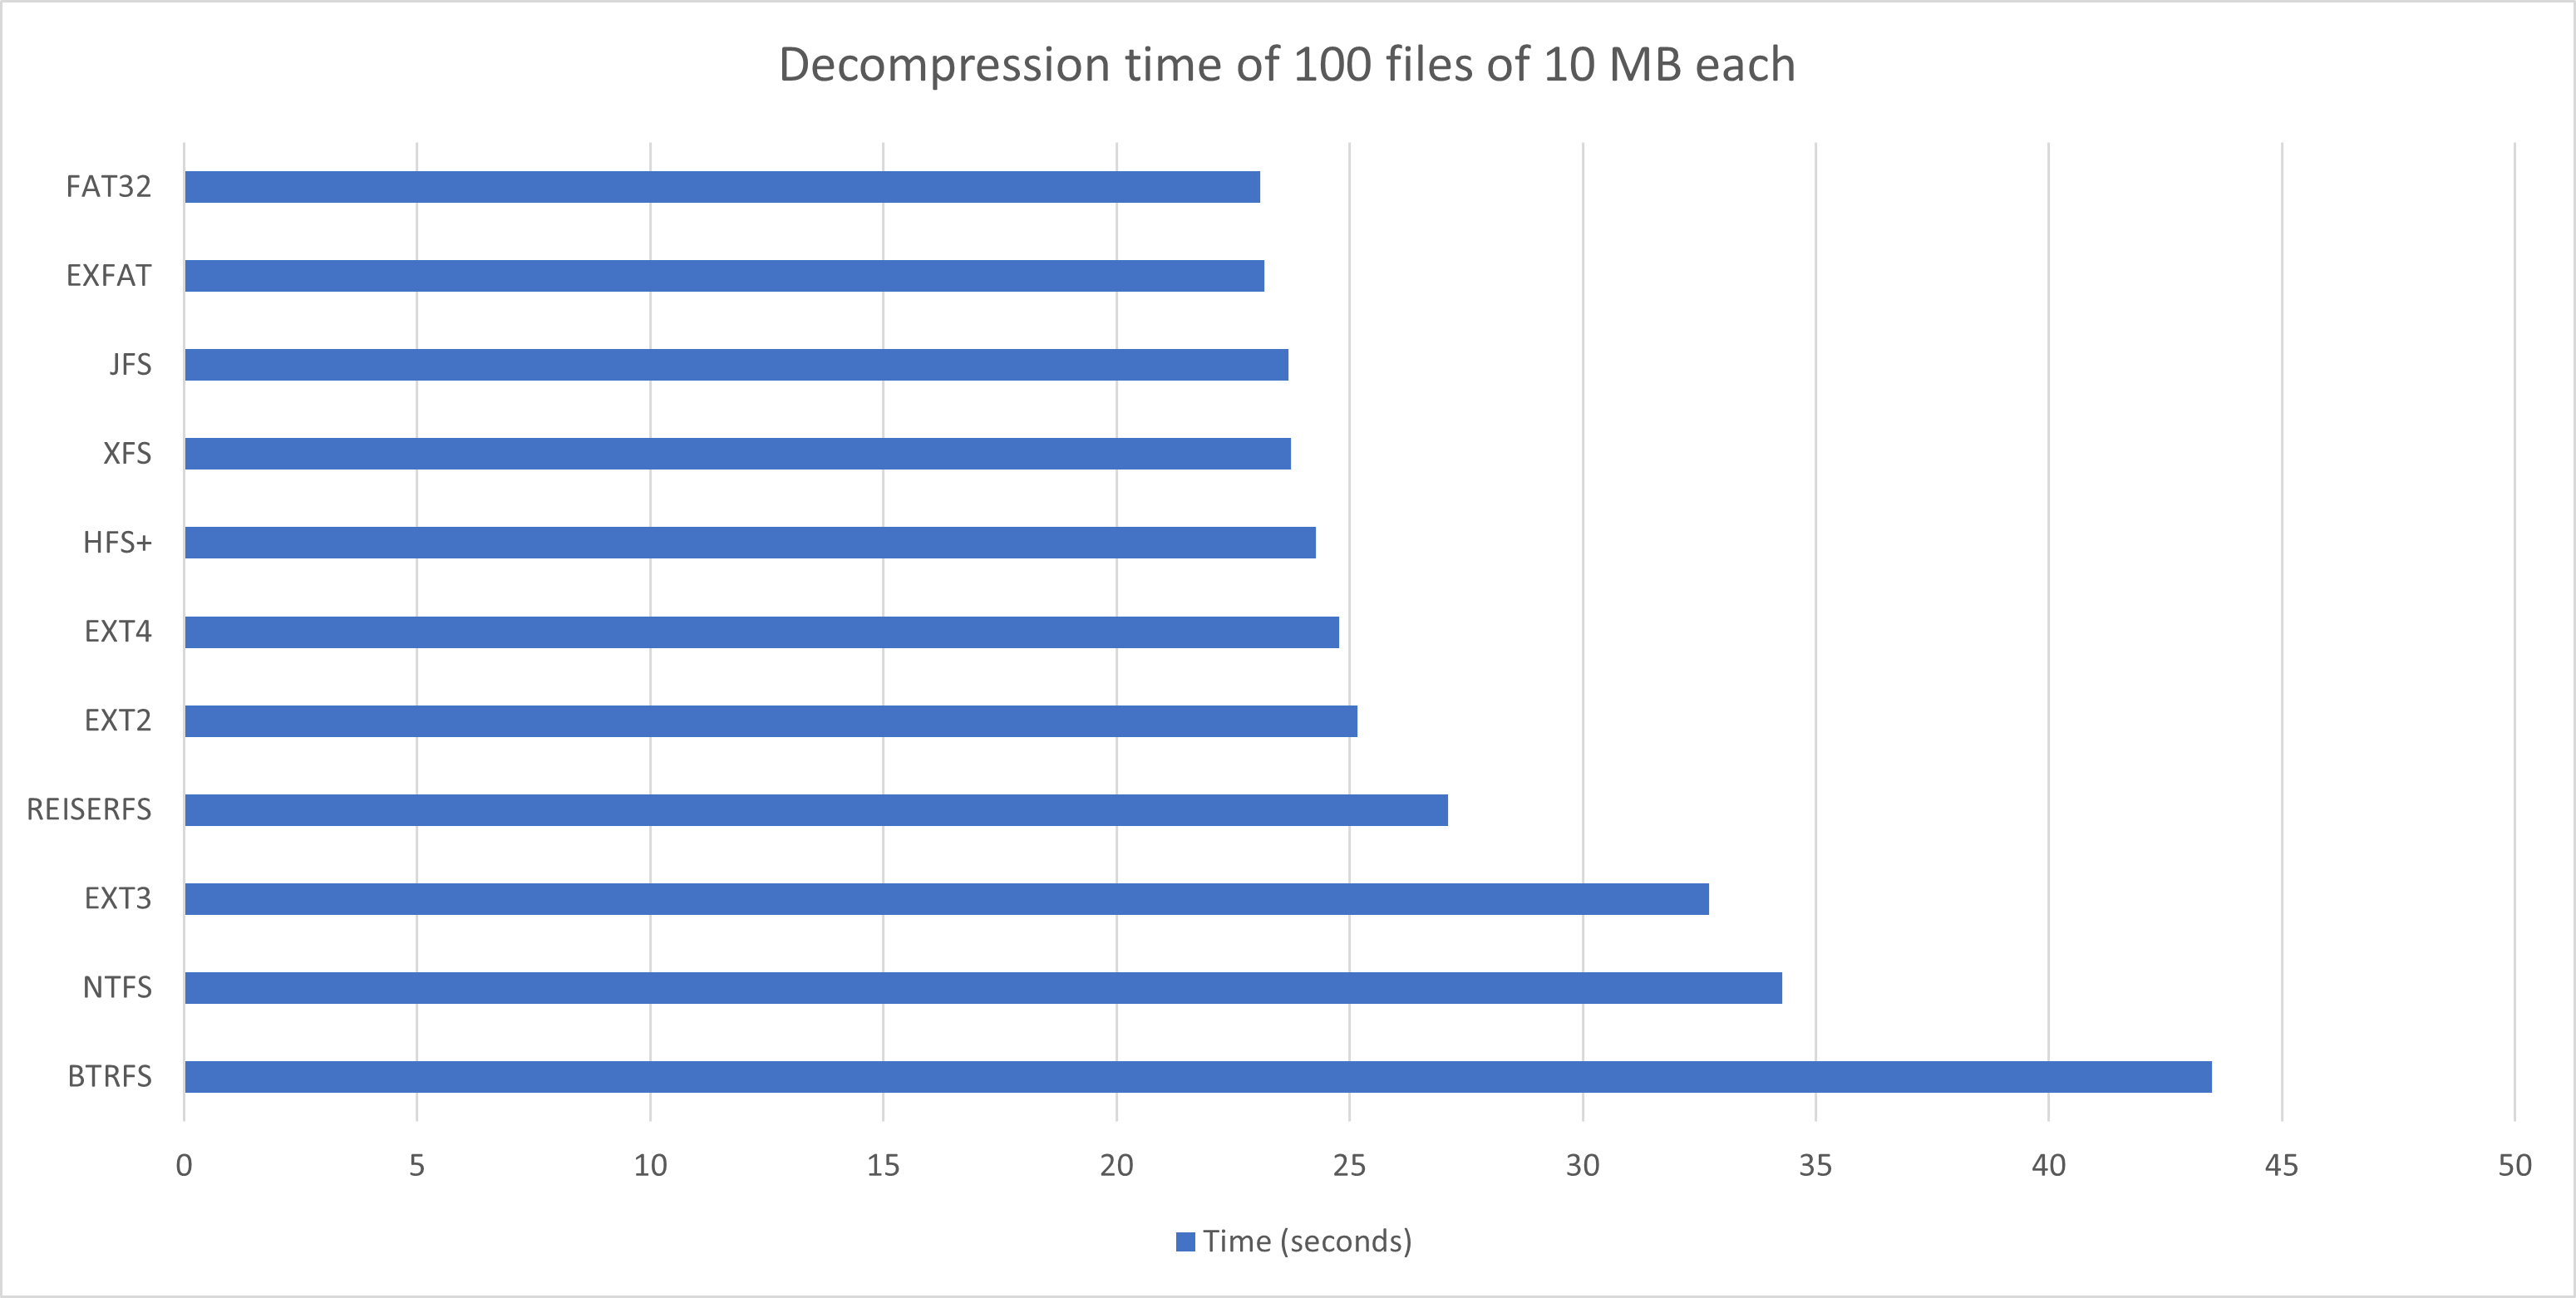 Decompression time of 100 files of 10 MB each
FAT32
EXFAT
JFS
XFS
HFS+
EXT4
EXT2
REISERFS
EXT3
NTFS
BTRFS
0 5 10 15 20 25 30 35 40 45 50
Time (seconds)